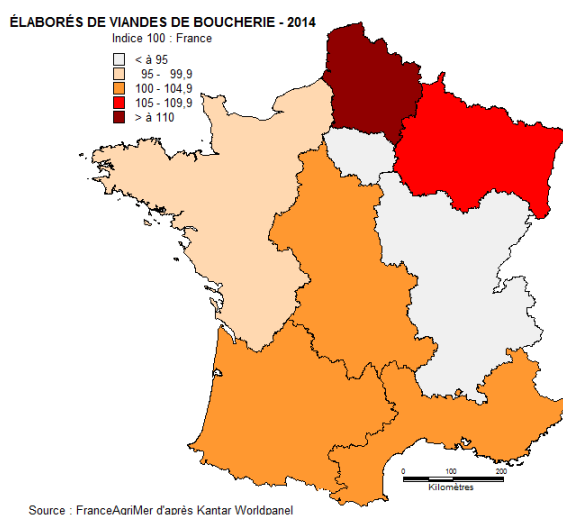 ÉLABORÉS DE VIANDES DE BOUCHERIE - 2014
Indice 100 : France
< à 95
95 - 99,9
100 - 104,9
105 - 109,9
> à 110
0 100 200
Kilomètres
Source : FranceAgriMer d'après Kantar Worldpanel